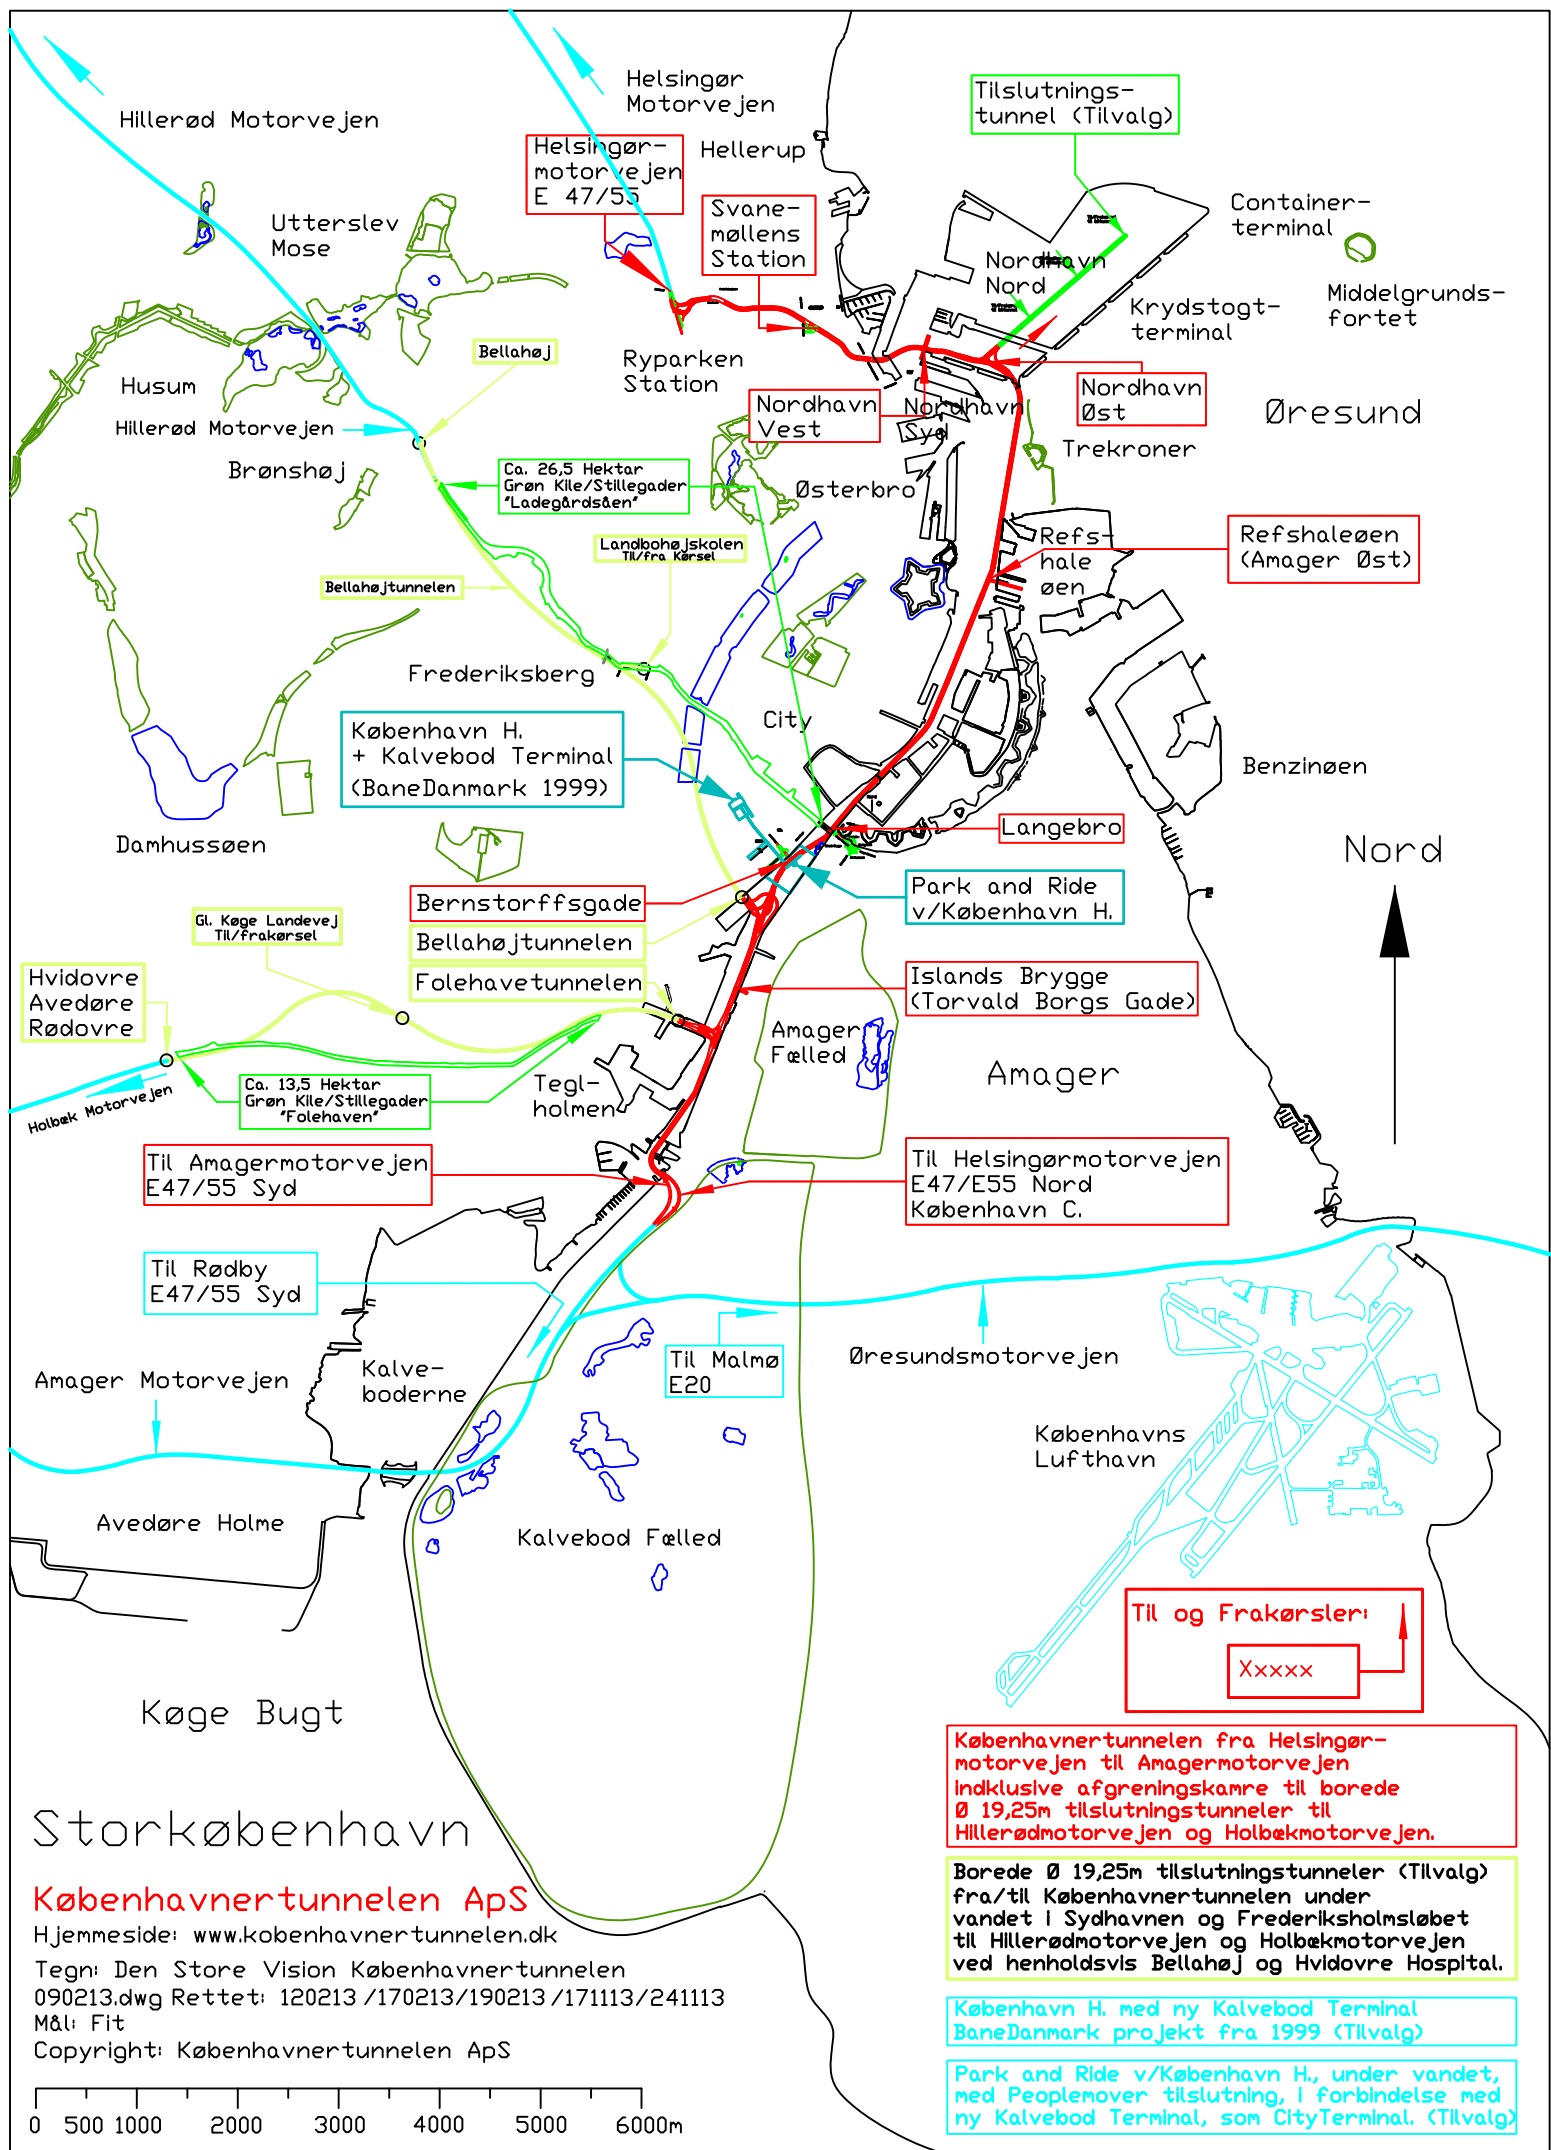 Hillerød Motorvejen
Helsingør
Motorvejen
Hellerup
Helsingør-
motorvejen
E 47/55
Svane-
møllens
Station
Tilslutnings-
tunnel (Tilvalg)
Container-
terminal
Utterslev
Mose
Nordhavn
Nord
Krydstogt-
terminal
Middelgrunds-
fortet
Husum
Bellahøj
Ryparken
Station
Nordhavn
Vest
Nordhavn
Syd
Nordhavn
Øst
Øresund
Hillerød Motorvejen
Brønshøj
Ca. 26,5 Hektar
Grøn Kile/Stillegader
"Ladegårdsåen"
Østerbro
Trekroner
Landbohøjskolen
Til/fra Kørsel
Bellahøjtunnelen
Refs-
hale
øen
Refshaleøen
(Amager Øst)
Frederiksberg
City
København H.
+ Kalvebod Terminal
(BaneDanmark 1999)
Benzinøen
Damhussøen
Langebro
Nord
Bernstorffsgade
Park and Ride
v/København H.
Gl. Køge Landevej
Til/frakørsel
Bellahøjtunnelen
Folehavetunnelen
Hvidovre
Avedøre
Rødovre
Islands Brygge
(Torvald Borgs Gade)
Amager
Fælled
Amager
Holbæk Motorvejen
Ca. 13,5 Hektar
Grøn Kile/Stillegader
"Folehaven"
Tegl-
holmen
Til Amagermotorvejen
E47/55 Syd
Til Helsingørmotorvejen
E47/E55 Nord
København C.
Til Rødby
E47/55 Syd
Til Malmø
E20
Øresundsmotorvejen
Amager Motorvejen
Kalve-
boderne
Københavns
Lufthavn
Avedøre Holme
Kalvebod Fælled
Til og Frakørsler:
Xxxxx
Køge Bugt
Københavnertunnelen fra Helsingør-
motorvejen til Amagermotorvejen
indklusive afgreningskamre til borede
Ø 19,25m tilslutningstunneler til
Hillerødmotorvejen og Holbækmotorvejen.
Borede Ø 19,25m tilslutningstunneler (Tilvalg)
fra/til Københavnertunnelen under
vandet i Sydhavnen og Frederiksholmsløbet
til Hillerødmotorvejen og Holbækmotorvejen
ved henholdsvis Bellahøj og Hvidovre Hospital.
København H. med ny Kalvebod Terminal
BaneDanmark projekt fra 1999 (Tilvalg)
Park and Ride v/København H., under vandet,
med Peoplemover tilslutning, i forbindelse med
ny Kalvebod Terminal, som CityTerminal. (Tilvalg)
Storkøbenhavn
Københavnertunnelen ApS
Hjemmeside: www.kobenhavnertunnelen.dk
Tegn: Den Store Vision Københavnertunnelen
090213.dwg Rettet: 120213 /170213/190213 /171113/241113
Mål: Fit
Copyright: Københavnertunnelen ApS
0 500 1000 2000 3000 4000 5000 6000m